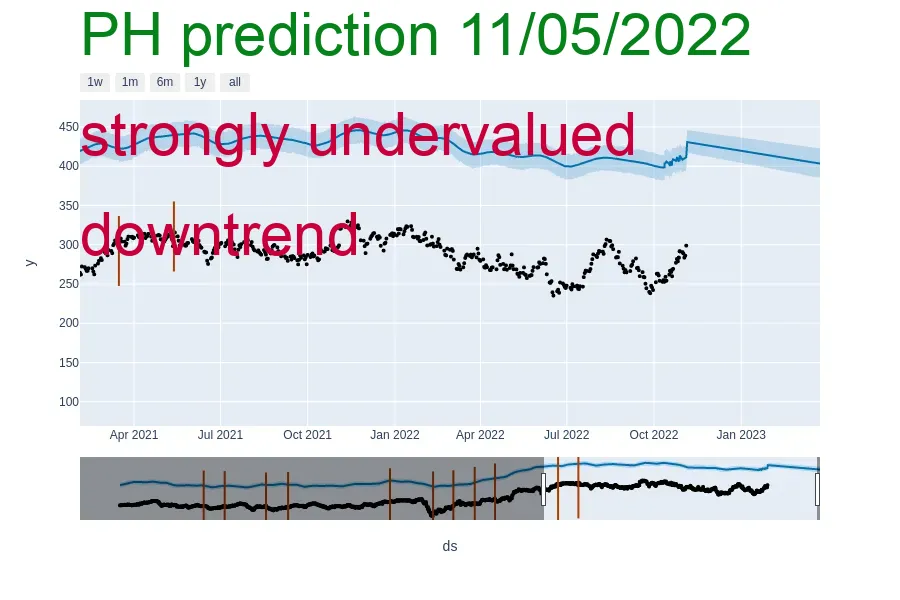 PH prediction 11/05/2022
1w 1m 6m 1y all
strongly undervalued
downtrend
450
400
350
300
250
200
150
100
y
Apr 2021 Jul 2021 Oct 2021 Jan 2022 Apr 2022 Jul 2022 Oct 2022 Jan 2023
ds